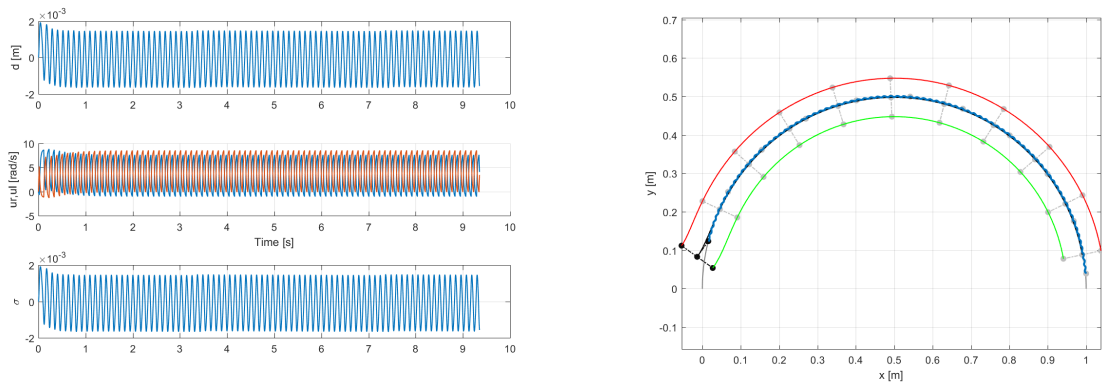 ×10⁻³
2
0
-2
d [m]
0 1 2 3 4 5 6 7 8 9 10
10
5
0
-5
ur,ul [rad/s]
0 1 2 3 4 5 6 7 8 9 10
Time [s]
×10⁻³
2
0
-2
σ
0 1 2 3 4 5 6 7 8 9 10
0.7
0.6
0.5
0.4
0.3
0.2
0.1
0
-0.1
y [m]
0 0.1 0.2 0.3 0.4 0.5 0.6 0.7 0.8 0.9 1
x [m]